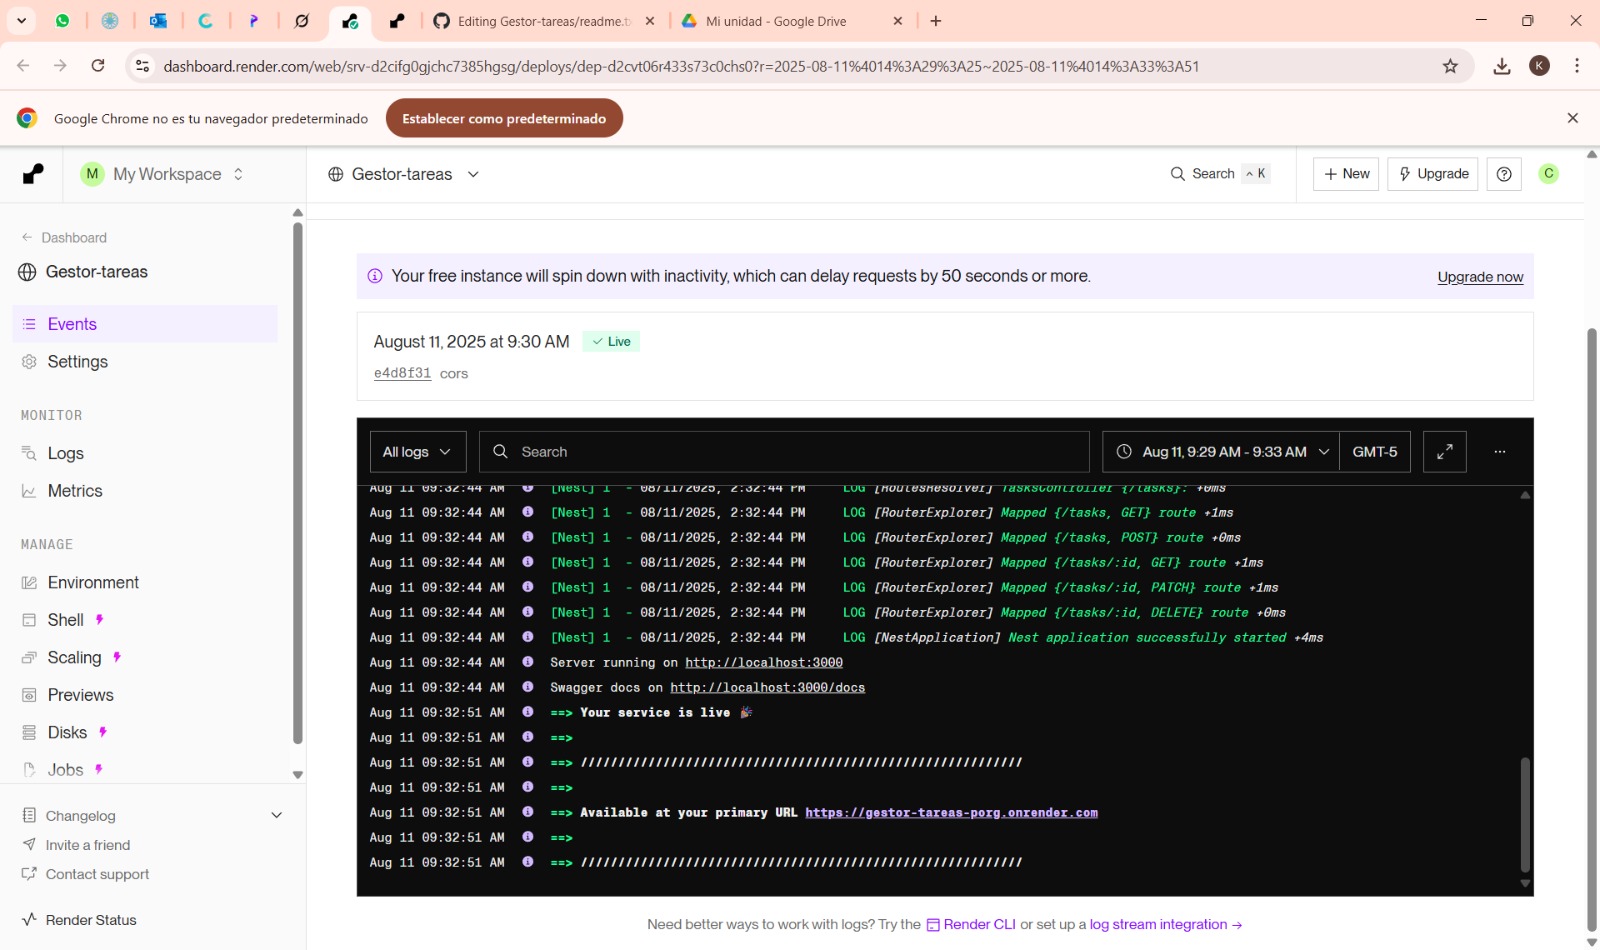 Editing Gestor-tareas/readme.t
Mi unidad - Google Drive
dashboard.render.com/web/srv-d2cifg0gjchc7385hgsg/deploys/dep-d2cvt06r433s73c0chs0?r=2025-08-11%4014%3A29%3A25~2025-08-11%4014%3A33%3A51
K
Google Chrome no es tu navegador predeterminado
Establecer como predeterminado
M My Workspace
Gestor-tareas
Search ^ K
+ New
Upgrade
C
← Dashboard
Gestor-tareas
Events
Settings
MONITOR
Logs
Metrics
MANAGE
Environment
Shell
Scaling
Previews
Disks
Jobs
Changelog
Invite a friend
Contact support
Render Status
Your free instance will spin down with inactivity, which can delay requests by 50 seconds or more.
Upgrade now
August 11, 2025 at 9:30 AM ✓ Live
e4d8f31 cors
All logs
Search
Aug 11, 9:29 AM - 9:33 AM
GMT-5
...
Aug 11 09:32:44 AM [Nest] 1 - 08/11/2025, 2:32:44 PM LOG [RoutesResolver] TasksController {/tasks}: +0ms
Aug 11 09:32:44 AM [Nest] 1 - 08/11/2025, 2:32:44 PM LOG [RouterExplorer] Mapped {/tasks, GET} route +1ms
Aug 11 09:32:44 AM [Nest] 1 - 08/11/2025, 2:32:44 PM LOG [RouterExplorer] Mapped {/tasks, POST} route +0ms
Aug 11 09:32:44 AM [Nest] 1 - 08/11/2025, 2:32:44 PM LOG [RouterExplorer] Mapped {/tasks/:id, GET} route +1ms
Aug 11 09:32:44 AM [Nest] 1 - 08/11/2025, 2:32:44 PM LOG [RouterExplorer] Mapped {/tasks/:id, PATCH} route +1ms
Aug 11 09:32:44 AM [Nest] 1 - 08/11/2025, 2:32:44 PM LOG [RouterExplorer] Mapped {/tasks/:id, DELETE} route +0ms
Aug 11 09:32:44 AM [Nest] 1 - 08/11/2025, 2:32:44 PM LOG [NestApplication] Nest application successfully started +4ms
Aug 11 09:32:44 AM Server running on http://localhost:3000
Aug 11 09:32:44 AM Swagger docs on http://localhost:3000/docs
Aug 11 09:32:51 AM ==> Your service is live 🎉
Aug 11 09:32:51 AM ==>
Aug 11 09:32:51 AM ==> ///////////////////////////////////////////////////////////
Aug 11 09:32:51 AM ==>
Aug 11 09:32:51 AM ==> Available at your primary URL https://gestor-tareas-porg.onrender.com
Aug 11 09:32:51 AM ==>
Aug 11 09:32:51 AM ==> ///////////////////////////////////////////////////////////
Need better ways to work with logs? Try the Render CLI or set up a log stream integration →